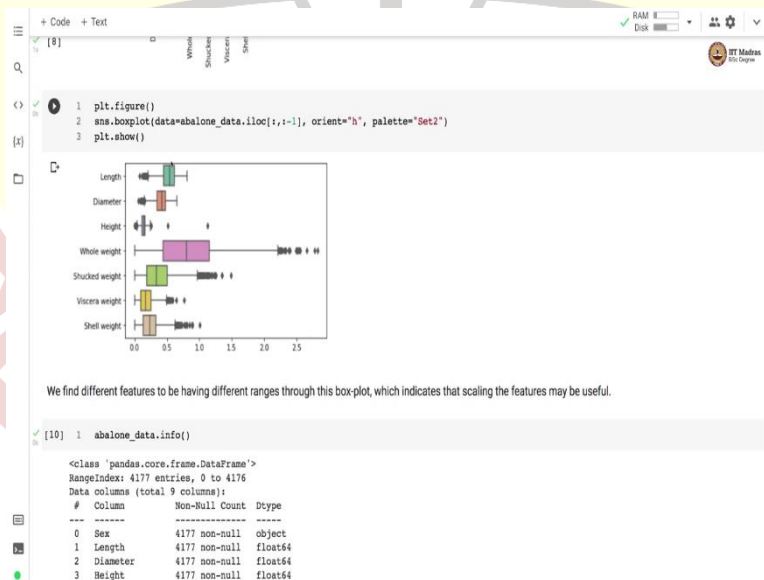 + Code + Text
RAM
Disk
[8]
Whol
Shucke
Viscer
She
IIT Madras
BSc Degree
1 plt.figure()
2 sns.boxplot(data=abalone_data.iloc[:,:-1], orient="h", palette="Set2")
3 plt.show()
Length
Diameter
Height
Whole weight
Shucked weight
Viscera weight
Shell weight
0.0 0.5 1.0 1.5 2.0 2.5
We find different features to be having different ranges through this box-plot, which indicates that scaling the features may be useful.
[10] 1 abalone_data.info()
<class 'pandas.core.frame.DataFrame'>
RangeIndex: 4177 entries, 0 to 4176
Data columns (total 9 columns):
# Column Non-Null Count Dtype
--- ------ -------------- -----
0 Sex 4177 non-null object
1 Length 4177 non-null float64
2 Diameter 4177 non-null float64
3 Height 4177 non-null float64